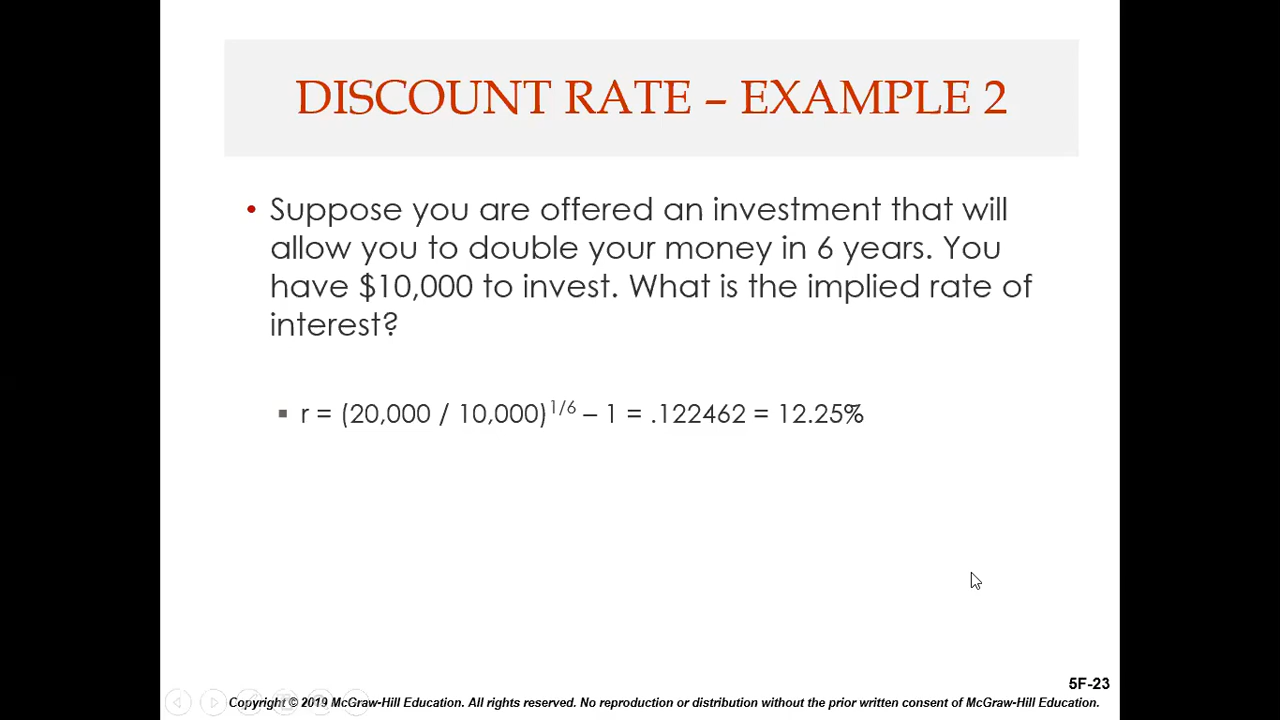 DISCOUNT RATE – EXAMPLE 2
• Suppose you are offered an investment that will
allow you to double your money in 6 years. You
have $10,000 to invest. What is the implied rate of
interest?
▪ r = (20,000 / 10,000)^1/6 – 1 = .122462 = 12.25%
5F-23
Copyright © 2019 McGraw-Hill Education. All rights reserved. No reproduction or distribution without the prior written consent of McGraw-Hill Education.